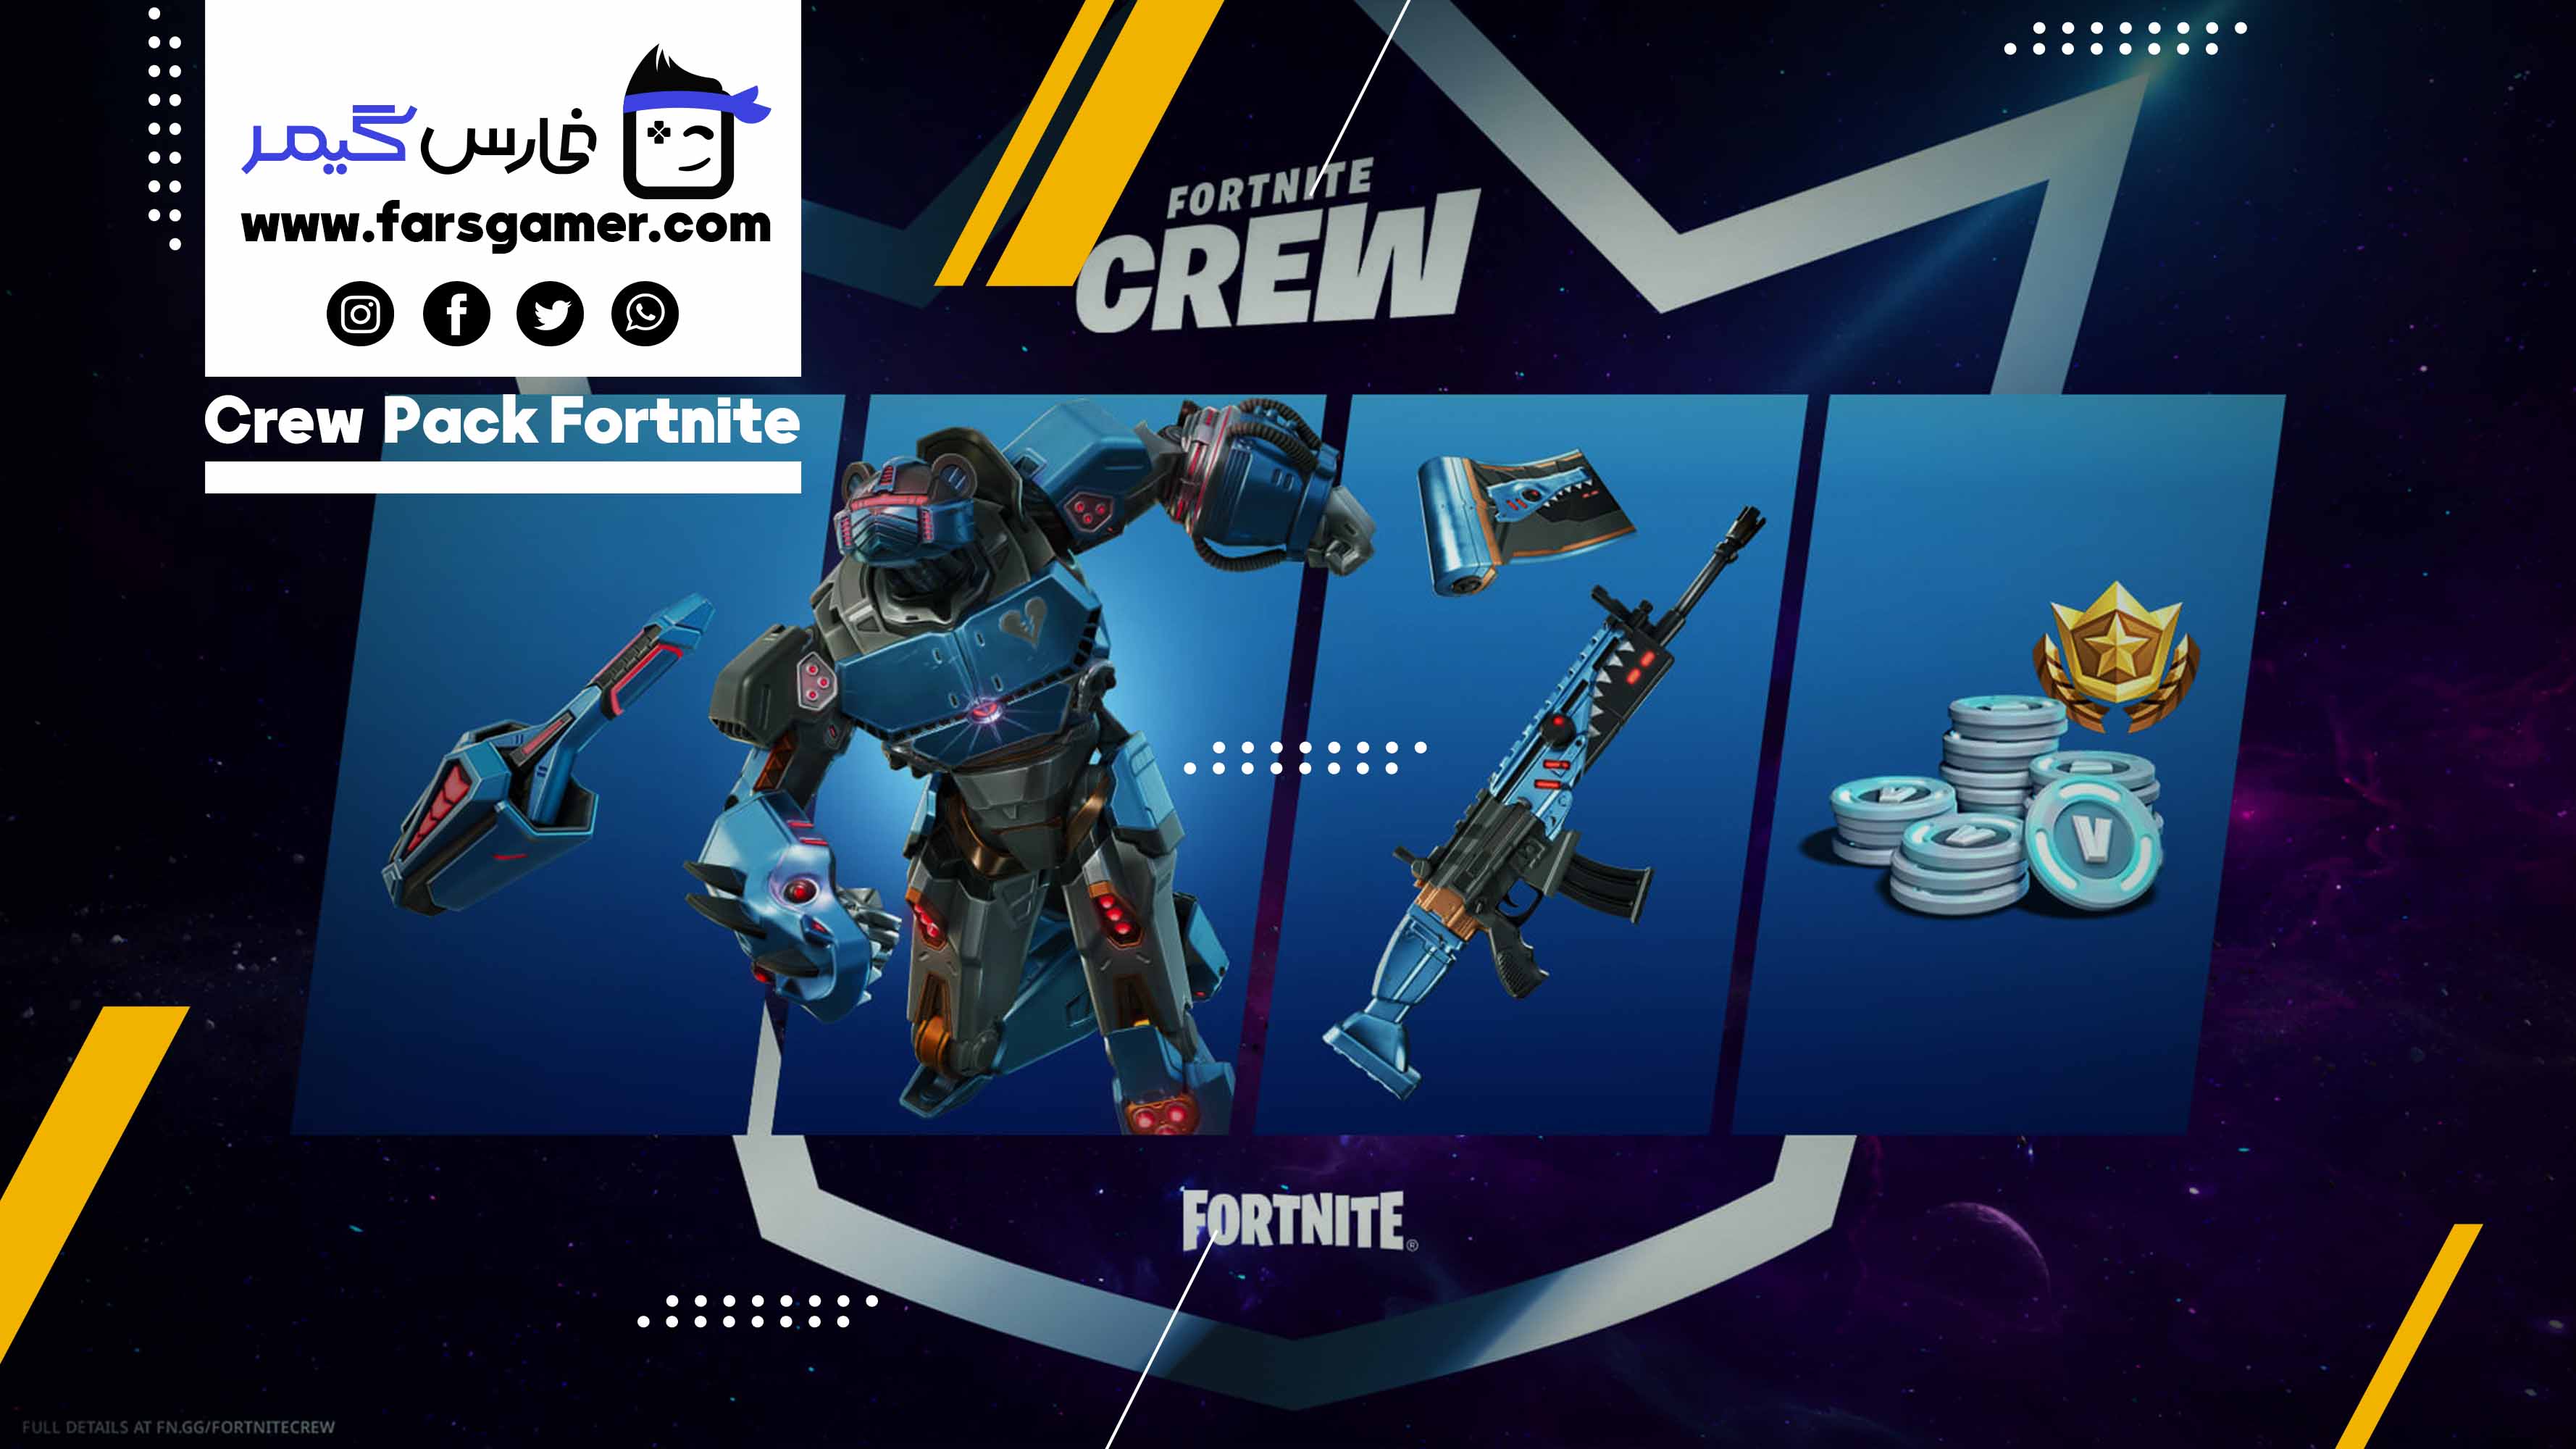 فارس گیمر
www.farsgamer.com
Crew Pack Fortnite
FORTNITE
CREW
V
FORTNITE®
FULL DETAILS AT FN.GG/FORTNITECREW